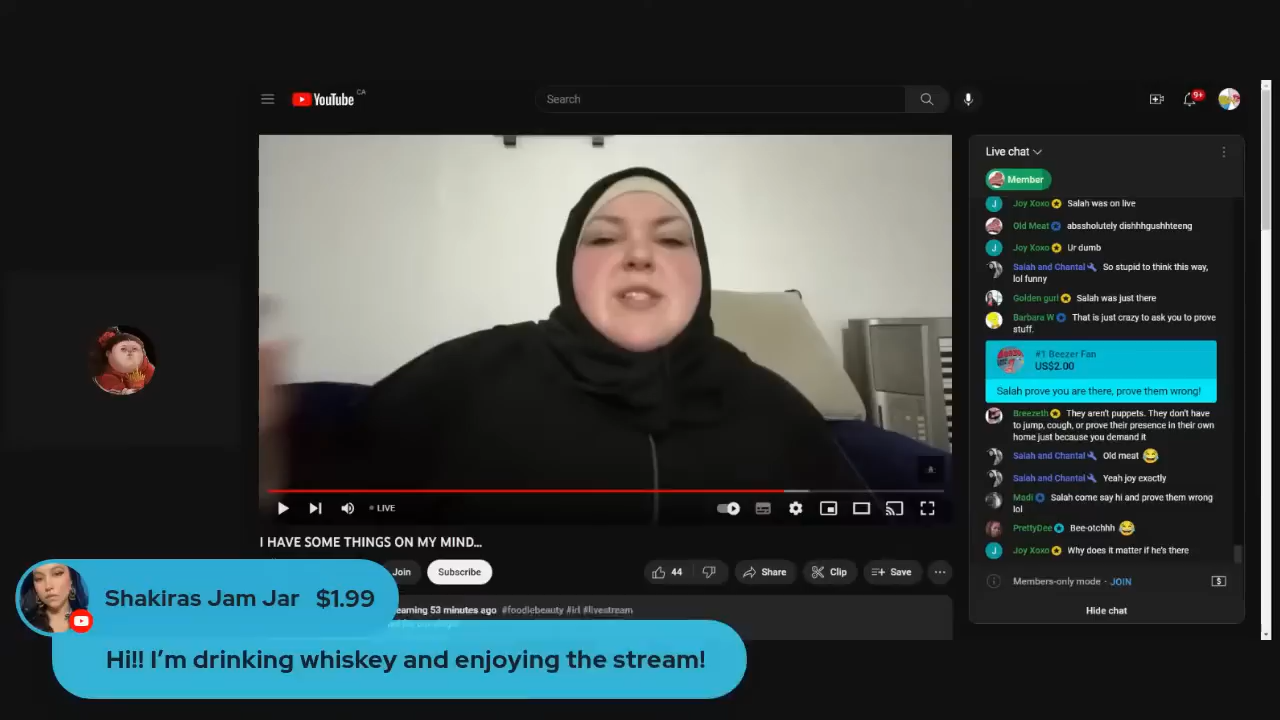 YouTube CA
Search
9+
Live chat
Member
Joy Xoxo Salah was on live
Old Meat abssholutely dishhhgushhteeng
Joy Xoxo Ur dumb
Salah and Chantal So stupid to think this way,
lol funny
Golden gurl Salah was just there
Barbara W That is just crazy to ask you to prove
stuff.
#1 Beezer Fan
US$2.00
Salah prove you are there, prove them wrong!
Breezeth They aren't puppets. They don't have
to jump, cough, or prove their presence in their own
home just because you demand it
Salah and Chantal Old meat 😂
Salah and Chantal Yeah joy exactly
Madi Salah come say hi and prove them wrong
lol
PrettyDee Bee-otchhh 😂
Joy Xoxo Why does it matter if he's there
Members-only mode - JOIN
Hide chat
LIVE
I HAVE SOME THINGS ON MY MIND...
Join
Subscribe
44
Share
Clip
Save
eaming 53 minutes ago #foodiebeauty #irl #livestream
Shakiras Jam Jar $1.99
Hi!! I'm drinking whiskey and enjoying the stream!